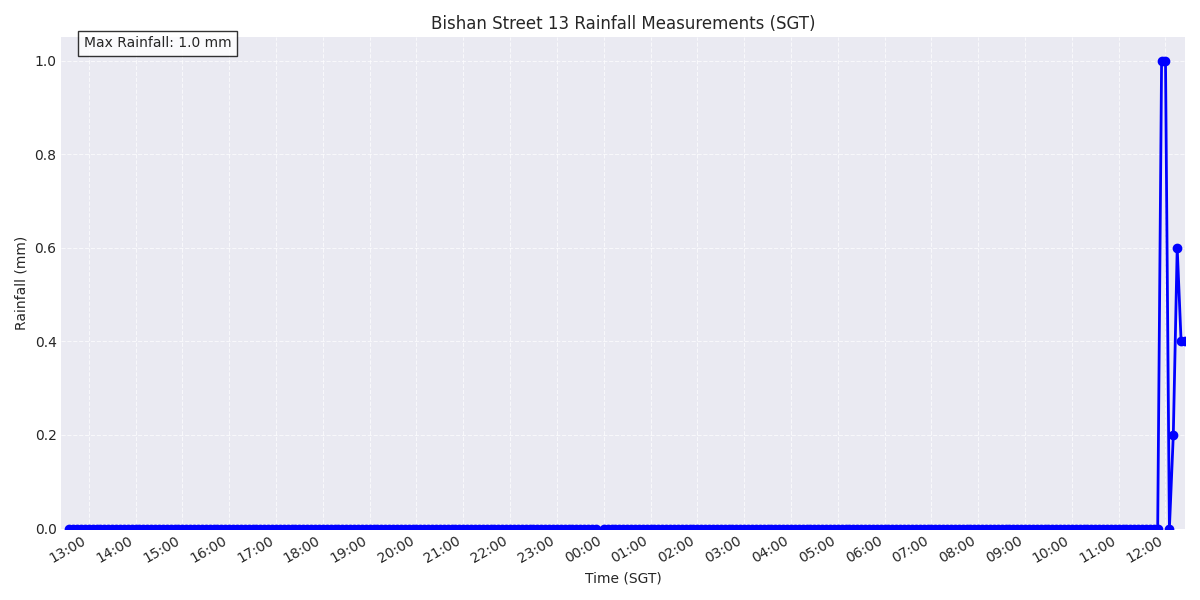 Bishan Street 13 Rainfall Measurements (SGT)
Max Rainfall: 1.0 mm
1.0
0.8
0.6
0.4
0.2
0.0
Rainfall (mm)
13:00 14:00 15:00 16:00 17:00 18:00 19:00 20:00 21:00 22:00 23:00 00:00 01:00 02:00 03:00 04:00 05:00 06:00 07:00 08:00 09:00 10:00 11:00 12:00
Time (SGT)